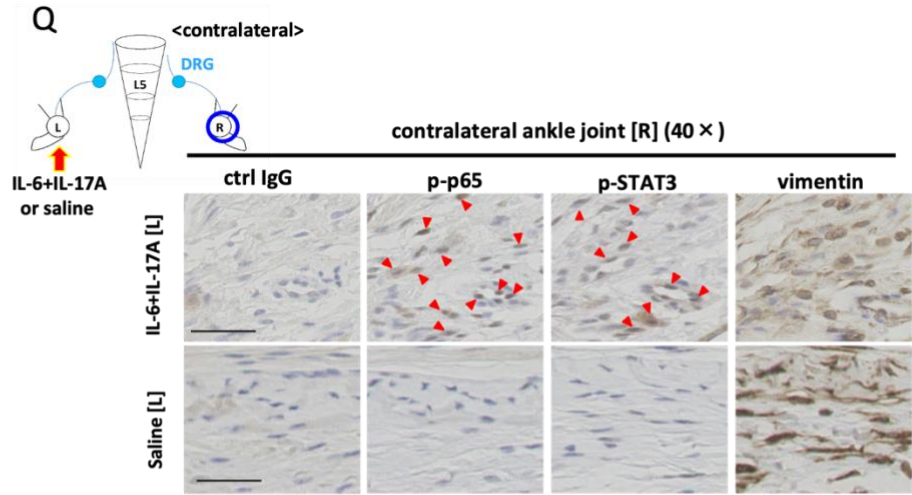 Q
<contralateral>
DRG
L5
L
R
IL-6+IL-17A
or saline
contralateral ankle joint [R] (40×)
ctrl IgG
p-p65
p-STAT3
vimentin
IL-6+IL-17A [L]
Saline [L]